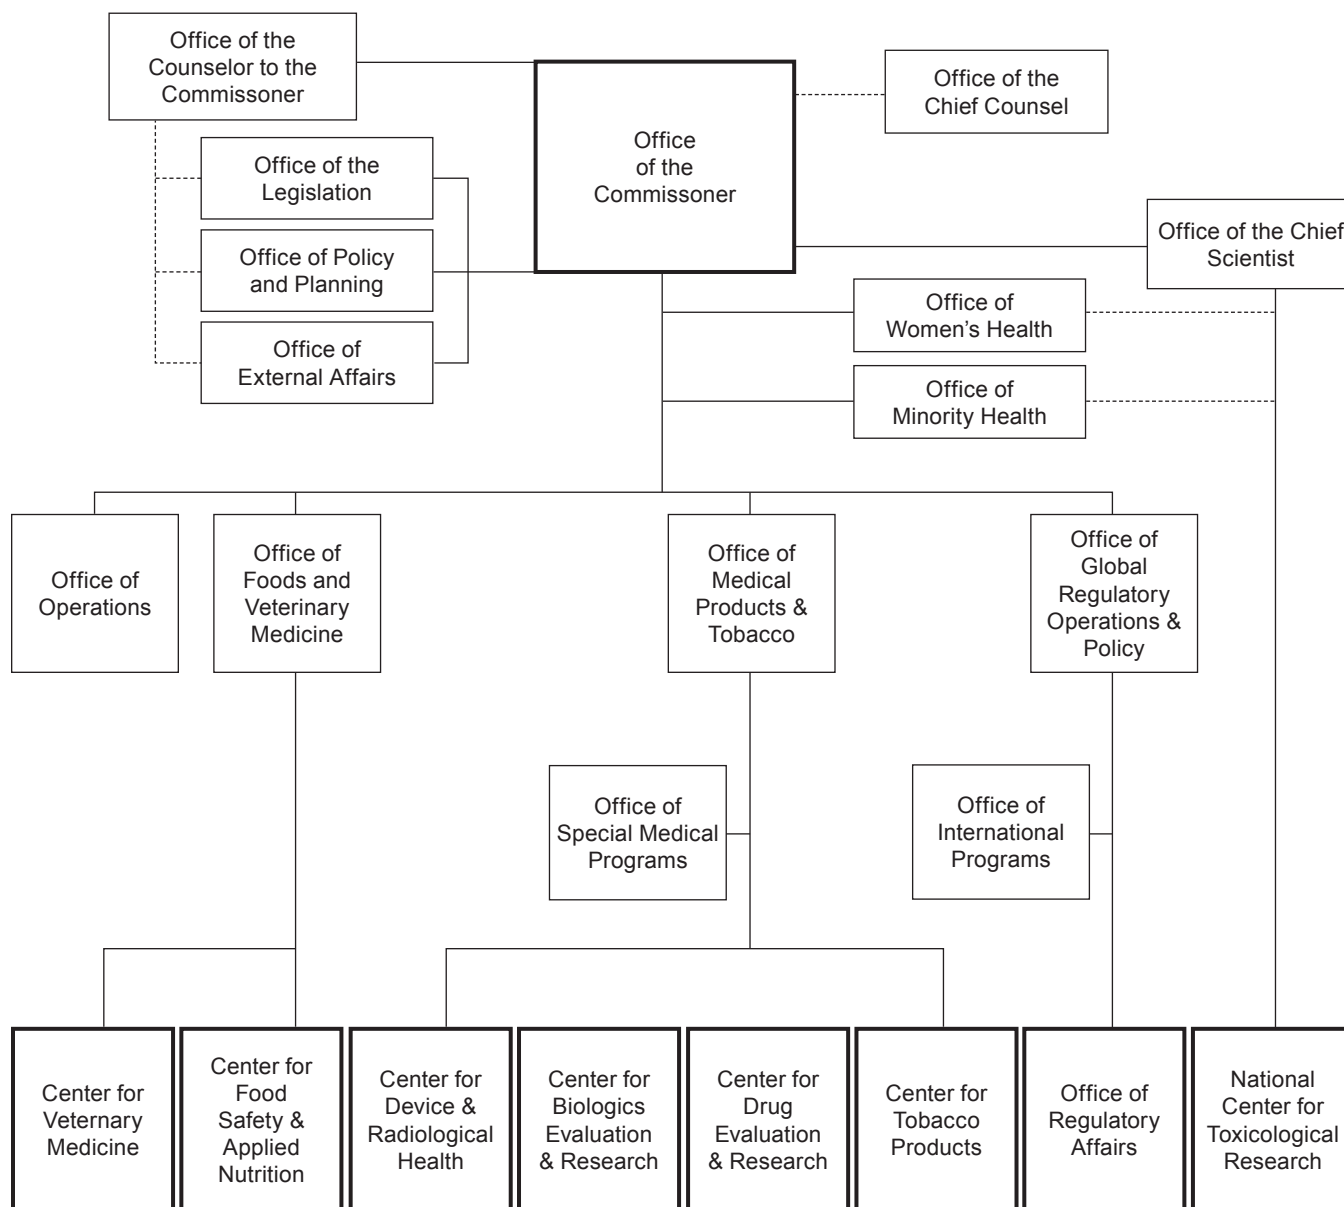 Office of the
Counselor to the
Commissoner
Office
of the
Commissoner
Office of the
Chief Counsel
Office of the
Legislation
Office of Policy
and Planning
Office of
External Affairs
Office of the Chief
Scientist
Office of
Women’s Health
Office of
Minority Health
Office of
Operations
Office of
Foods and
Veterinary
Medicine
Office of
Medical
Products &
Tobacco
Office of
Global
Regulatory
Operations &
Policy
Office of
Special Medical
Programs
Office of
International
Programs
Center for
Veternary
Medicine
Center for
Food
Safety &
Applied
Nutrition
Center for
Device &
Radiological
Health
Center for
Biologics
Evaluation
& Research
Center for
Drug
Evaluation
& Research
Center for
Tobacco
Products
Office of
Regulatory
Affairs
National
Center for
Toxicological
Research